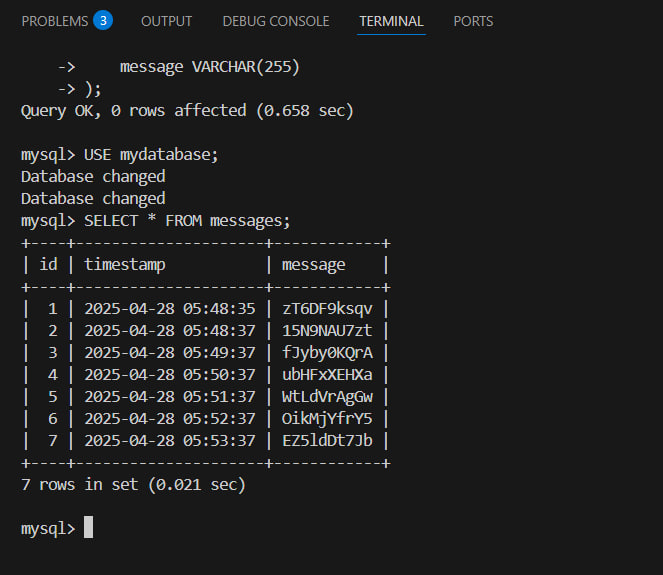 PROBLEMS 3 OUTPUT DEBUG CONSOLE TERMINAL PORTS
    ->     message VARCHAR(255)
    -> );
Query OK, 0 rows affected (0.658 sec)
mysql> USE mydatabase;
Database changed
Database changed
mysql> SELECT * FROM messages;
+----+---------------------+------------+
| id | timestamp           | message    |
+----+---------------------+------------+
|  1 | 2025-04-28 05:48:35 | zT6DF9ksqv |
|  2 | 2025-04-28 05:48:37 | 15N9NAU7zt |
|  3 | 2025-04-28 05:49:37 | fJyby0KQrA |
|  4 | 2025-04-28 05:50:37 | ubHFxXEHXa |
|  5 | 2025-04-28 05:51:37 | WtLdVrAgGw |
|  6 | 2025-04-28 05:52:37 | OikMjYfrY5 |
|  7 | 2025-04-28 05:53:37 | EZ5ldDt7Jb |
+----+---------------------+------------+
7 rows in set (0.021 sec)
mysql>